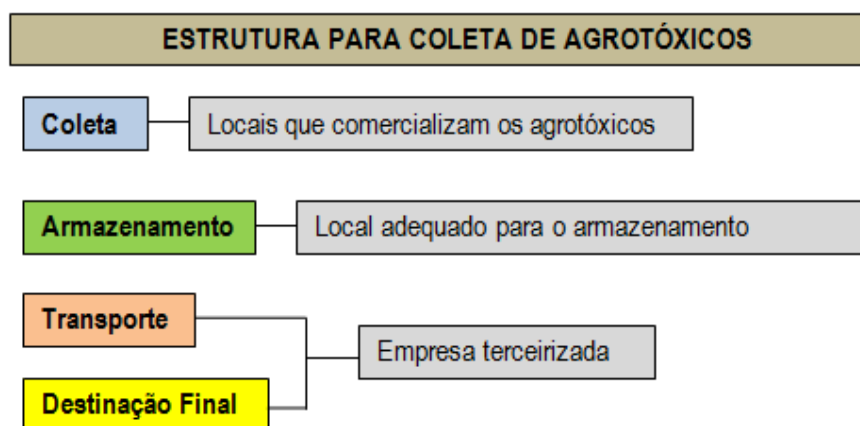 ESTRUTURA PARA COLETA DE AGROTÓXICOS
Coleta
Locais que comercializam os agrotóxicos
Armazenamento
Local adequado para o armazenamento
Transporte
Empresa terceirizada
Destinação Final